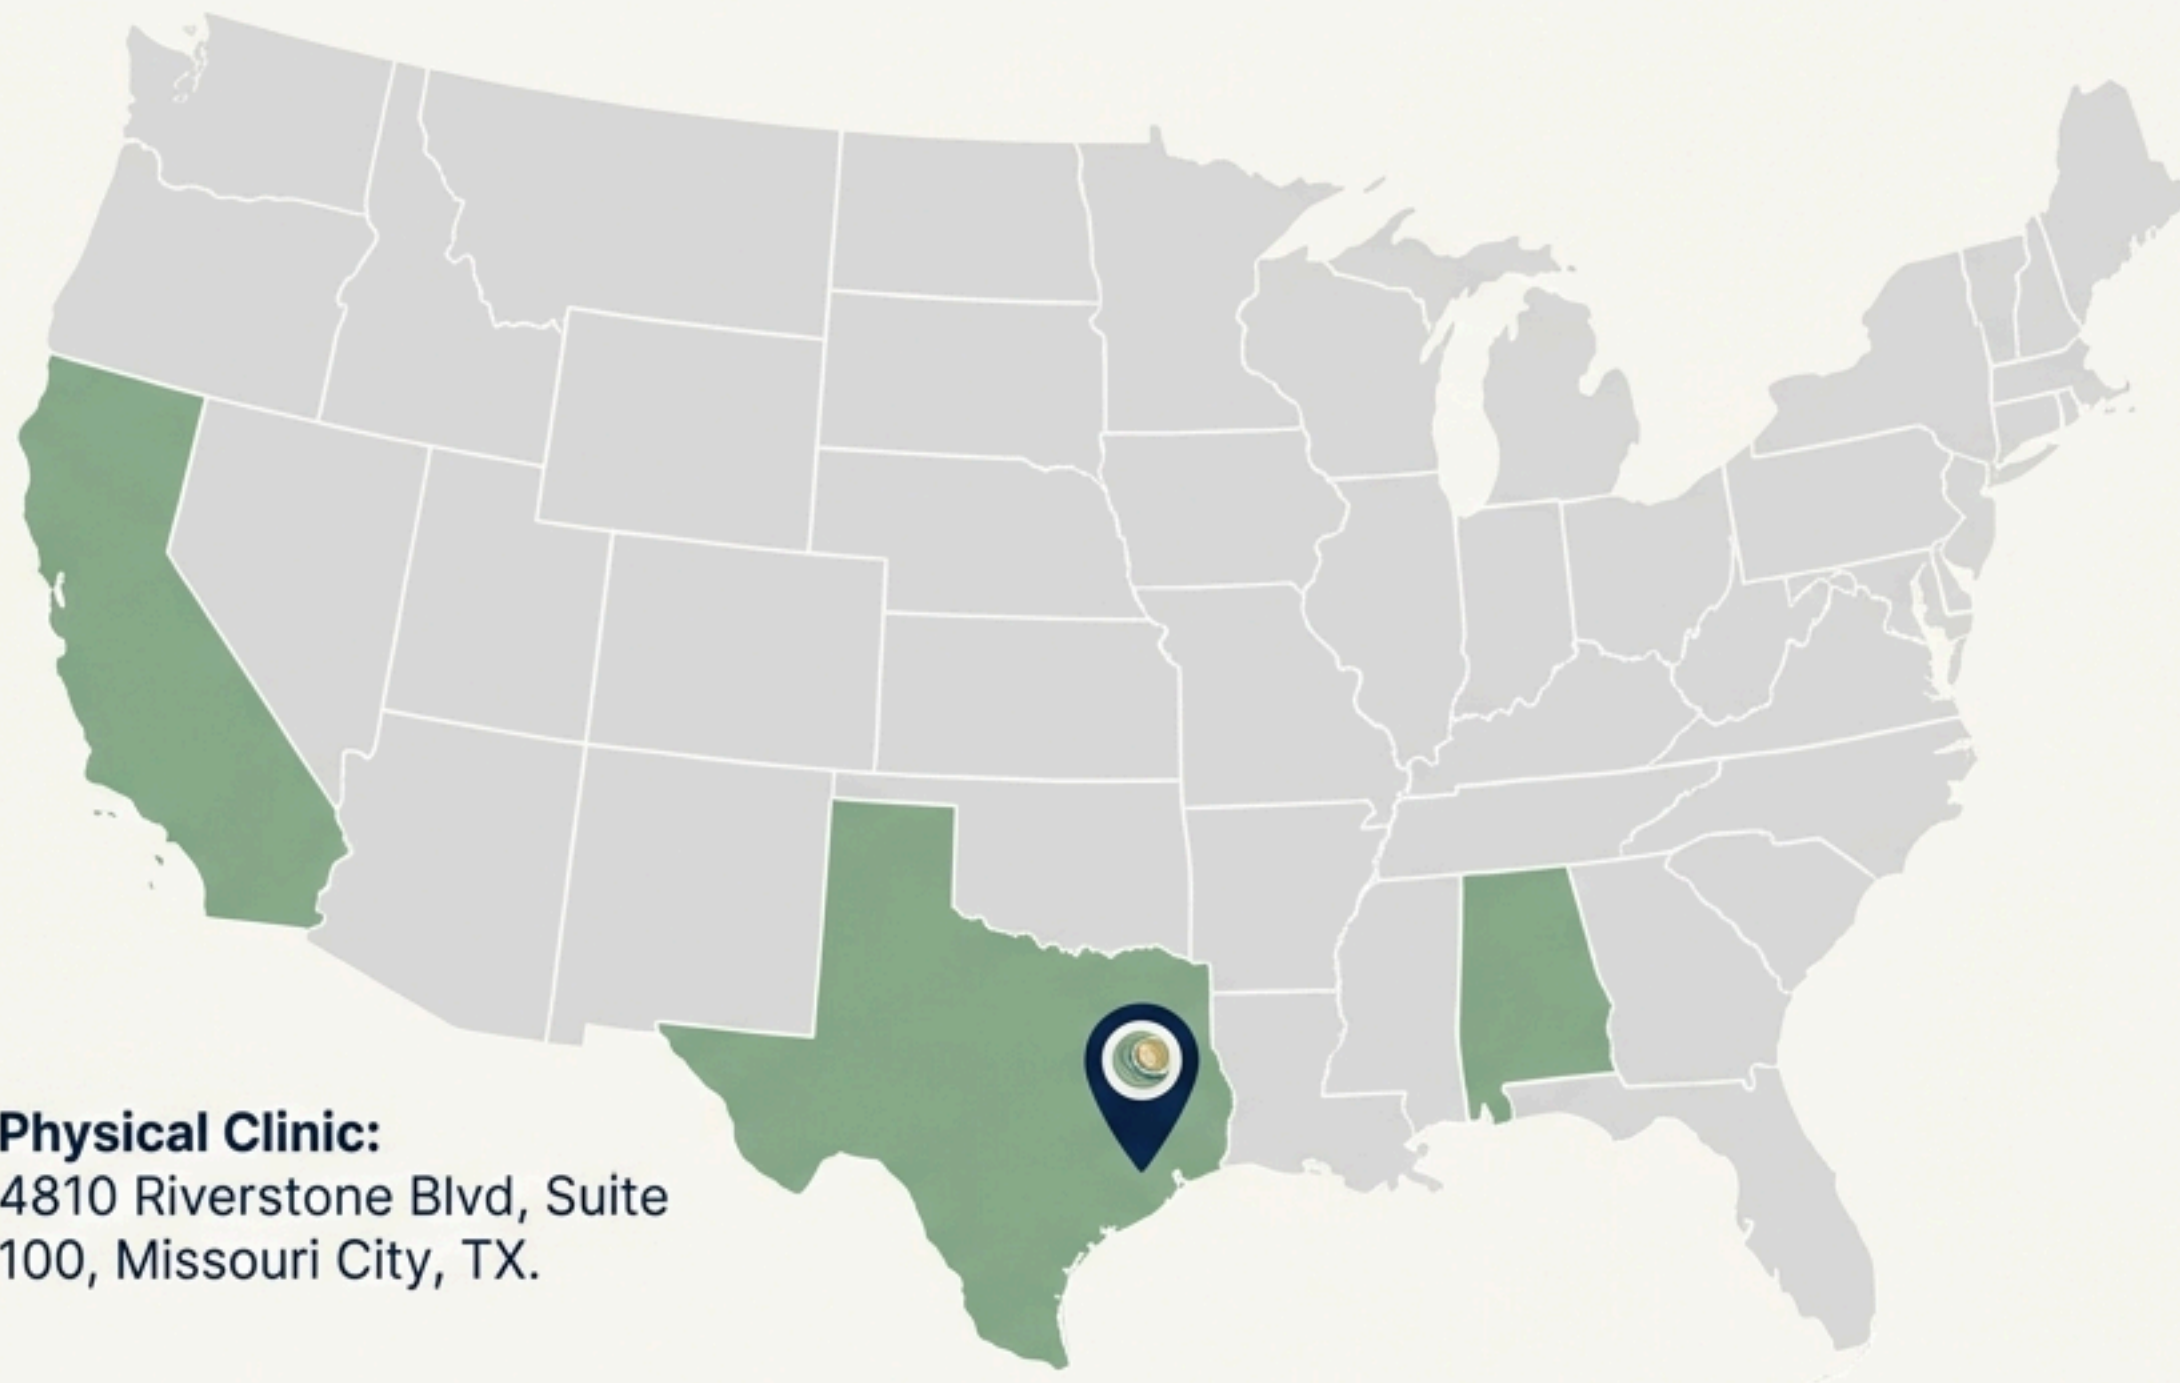 Physical Clinic:
4810 Riverstone Blvd, Suite
100, Missouri City, TX.